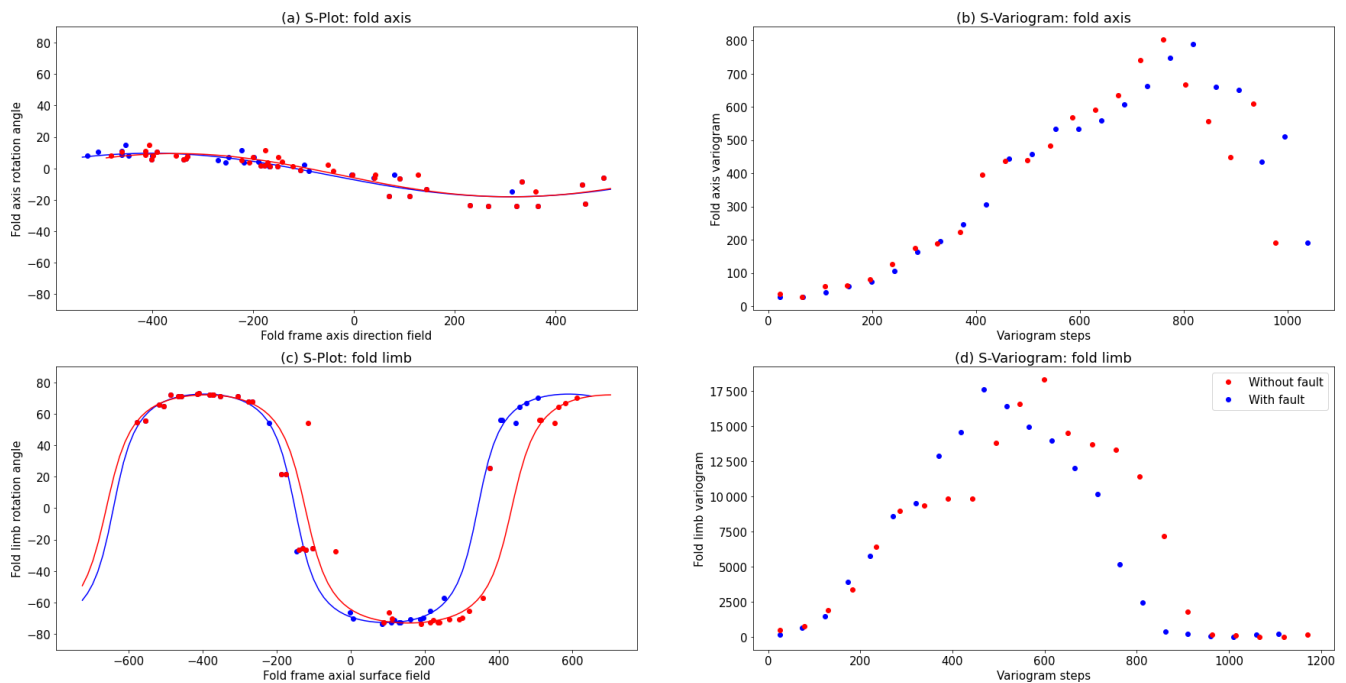 (a) S-Plot: fold axis
80
60
40
20
0
−20
−40
−60
−80
Fold axis rotation angle
−400 −200 0 200 400
Fold frame axis direction field
(b) S-Variogram: fold axis
800
700
600
500
400
300
200
100
0
Fold axis variogram
0 200 400 600 800 1000
Variogram steps
(c) S-Plot: fold limb
80
60
40
20
0
−20
−40
−60
−80
Fold limb rotation angle
−600 −400 −200 0 200 400 600
Fold frame axial surface field
(d) S-Variogram: fold limb
17 500
15 000
12 500
10 000
7500
5000
2500
0
Fold limb variogram
Without fault
With fault
0 200 400 600 800 1000 1200
Variogram steps